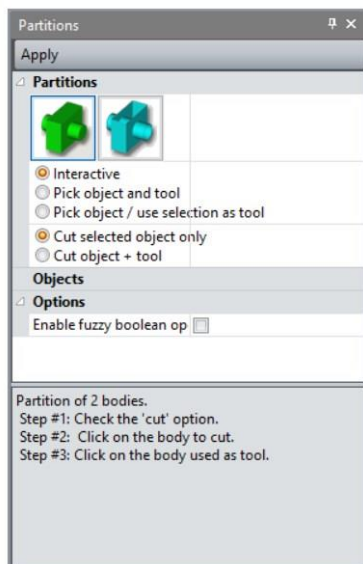 Partitions
Apply
Partitions
Interactive
Pick object and tool
Pick object / use selection as tool
Cut selected object only
Cut object + tool
Objects
Options
Enable fuzzy boolean op
Partition of 2 bodies.
Step #1: Check the 'cut' option.
Step #2:  Click on the body to cut.
Step #3: Click on the body used as tool.